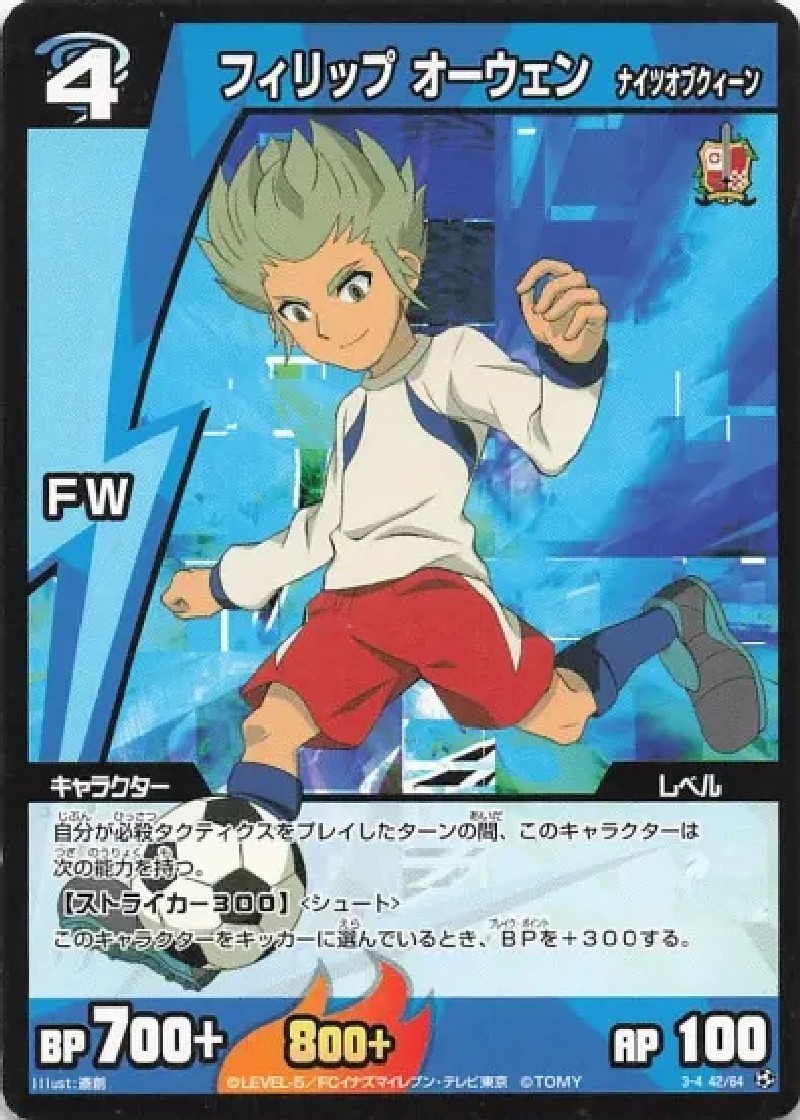 4
フィリップ オーウェン ナイツオブクィーン
FW
キャラクター レベル
自分が必殺タクティクスをプレイしたターンの間、このキャラクターは
次の能力を持つ。
【ストライカー300】<シュート>
このキャラクターをキッカーに選んでいるとき、BPを+300する。
BP 700+ 800+ AP 100
©LEVEL-5/FCイナズマイレブン・テレビ東京 ©TOMY 3-4 42/64